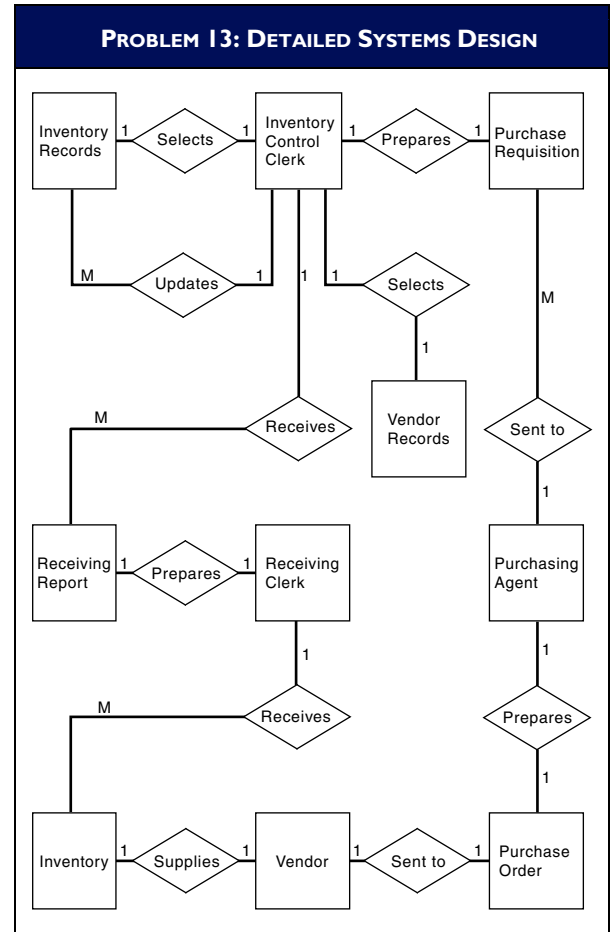 PROBLEM 13: DETAILED SYSTEMS DESIGN
Inventory
Records
1
Selects
1
Inventory
Control
Clerk
1
Prepares
1
Purchase
Requisition
M
Updates
1
1
1
Selects
M
1
Vendor
Records
M
Receives
Sent to
1
Receiving
Report
1
Prepares
1
Receiving
Clerk
Purchasing
Agent
1
1
M
Receives
Prepares
1
Inventory
1
Supplies
1
Vendor
1
Sent to
1
Purchase
Order